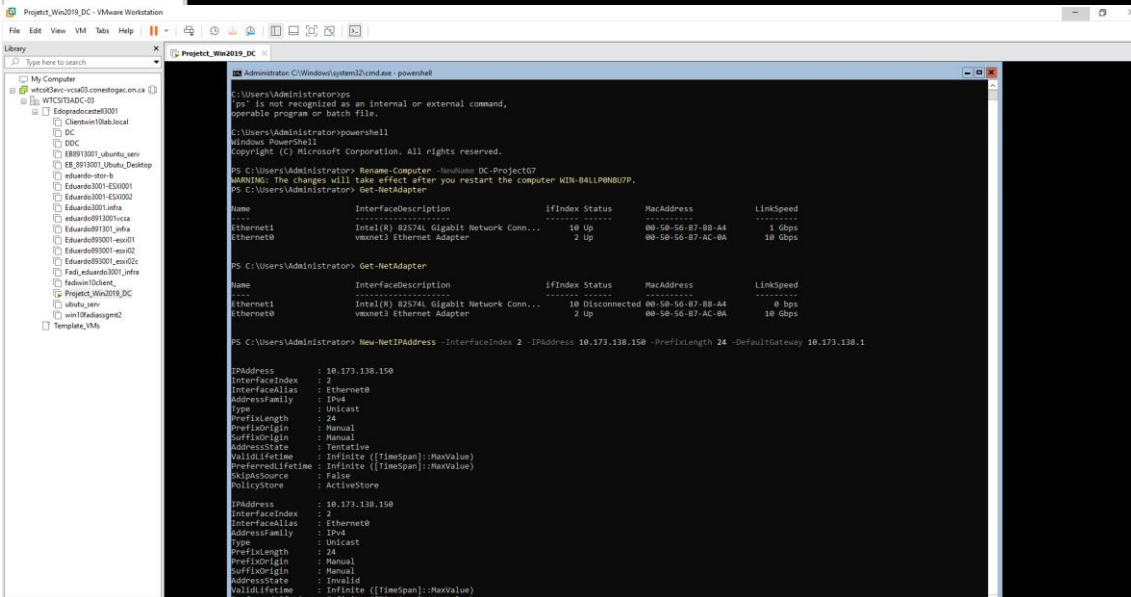 Projetct_Win2019_DC - VMware Workstation
File Edit View VM Tabs Help
Library
Type here to search
My Computer
wtcsit3avc-vcsa03.conestogac.on.ca
WTCSIT3ADC-03
Edopradocastell3001
Clientwin10lab.local
DC
DDC
EB8913001_ubuntu_serv
EB_8913001_Ubutu_Desktop
eduardo-stor-b
Eduardo3001-ESXI001
Eduardo3001-ESXI002
Eduardo3001.infra
eduardo8913001vcsa
Eduardo891301_infra
Eduardo893001-esxi01
Eduardo893001-esxi02
Eduardo893001_esxi02c
Fadi_eduardo3001_infra
fadiwin10client_
Projetct_Win2019_DC
ubutu_serv
win10fadiassgmt2
Template_VMs
Projetct_Win2019_DC
Administrator: C:\Windows\system32\cmd.exe - powershell
C:\Users\Administrator>ps
'ps' is not recognized as an internal or external command,
operable program or batch file.
C:\Users\Administrator>powershell
Windows PowerShell
Copyright (C) Microsoft Corporation. All rights reserved.
PS C:\Users\Administrator> Rename-Computer -NewName DC-ProjectG7
WARNING: The changes will take effect after you restart the computer WIN-B4LLP0N8U7P.
PS C:\Users\Administrator> Get-NetAdapter
Name InterfaceDescription ifIndex Status MacAddress LinkSpeed
---- -------------------- ------- ------ ---------- ---------
Ethernet1 Intel(R) 82574L Gigabit Network Conn... 10 Up 00-50-56-B7-B8-A4 1 Gbps
Ethernet0 vmxnet3 Ethernet Adapter 2 Up 00-50-56-B7-AC-0A 10 Gbps
PS C:\Users\Administrator> Get-NetAdapter
Name InterfaceDescription ifIndex Status MacAddress LinkSpeed
---- -------------------- ------- ------ ---------- ---------
Ethernet1 Intel(R) 82574L Gigabit Network Conn... 10 Disconnected 00-50-56-B7-B8-A4 0 bps
Ethernet0 vmxnet3 Ethernet Adapter 2 Up 00-50-56-B7-AC-0A 10 Gbps
PS C:\Users\Administrator> New-NetIPAddress -InterfaceIndex 2 -IPAddress 10.173.138.150 -PrefixLength 24 -DefaultGateway 10.173.138.1
IPAddress : 10.173.138.150
InterfaceIndex : 2
InterfaceAlias : Ethernet0
AddressFamily : IPv4
Type : Unicast
PrefixLength : 24
PrefixOrigin : Manual
SuffixOrigin : Manual
AddressState : Tentative
ValidLifetime : Infinite ([TimeSpan]::MaxValue)
PreferredLifetime : Infinite ([TimeSpan]::MaxValue)
SkipAsSource : False
PolicyStore : ActiveStore
IPAddress : 10.173.138.150
InterfaceIndex : 2
InterfaceAlias : Ethernet0
AddressFamily : IPv4
Type : Unicast
PrefixLength : 24
PrefixOrigin : Manual
SuffixOrigin : Manual
AddressState : Invalid
ValidLifetime : Infinite ([TimeSpan]::MaxValue)